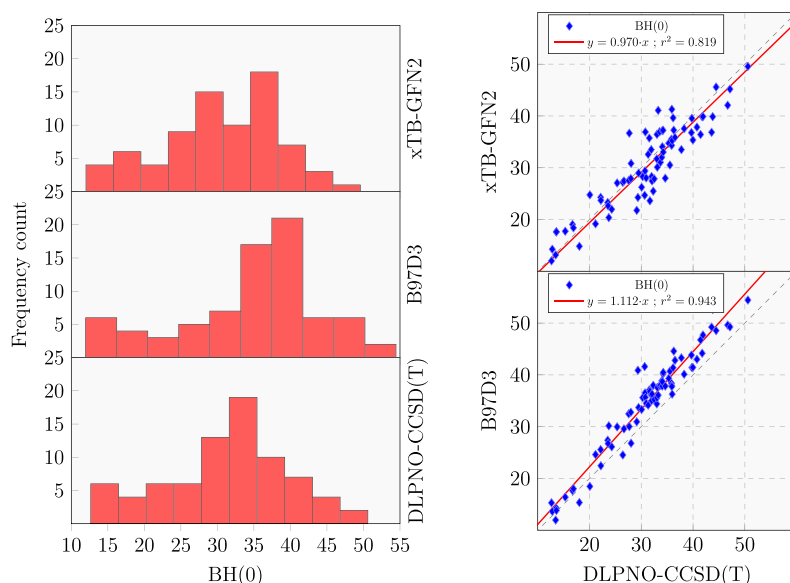 25
20
15
10
5
xTB-GFN2
25
20
15
10
5
B97D3
25
20
15
10
5
DLPNO-CCSD(T)
Frequency count
10 15 20 25 30 35 40 45 50 55
BH(0)
BH(0)
y = 0.970·x ; r² = 0.819
50
40
30
20
xTB-GFN2
BH(0)
y = 1.112·x ; r² = 0.943
50
40
30
20
B97D3
20 30 40 50
DLPNO-CCSD(T)